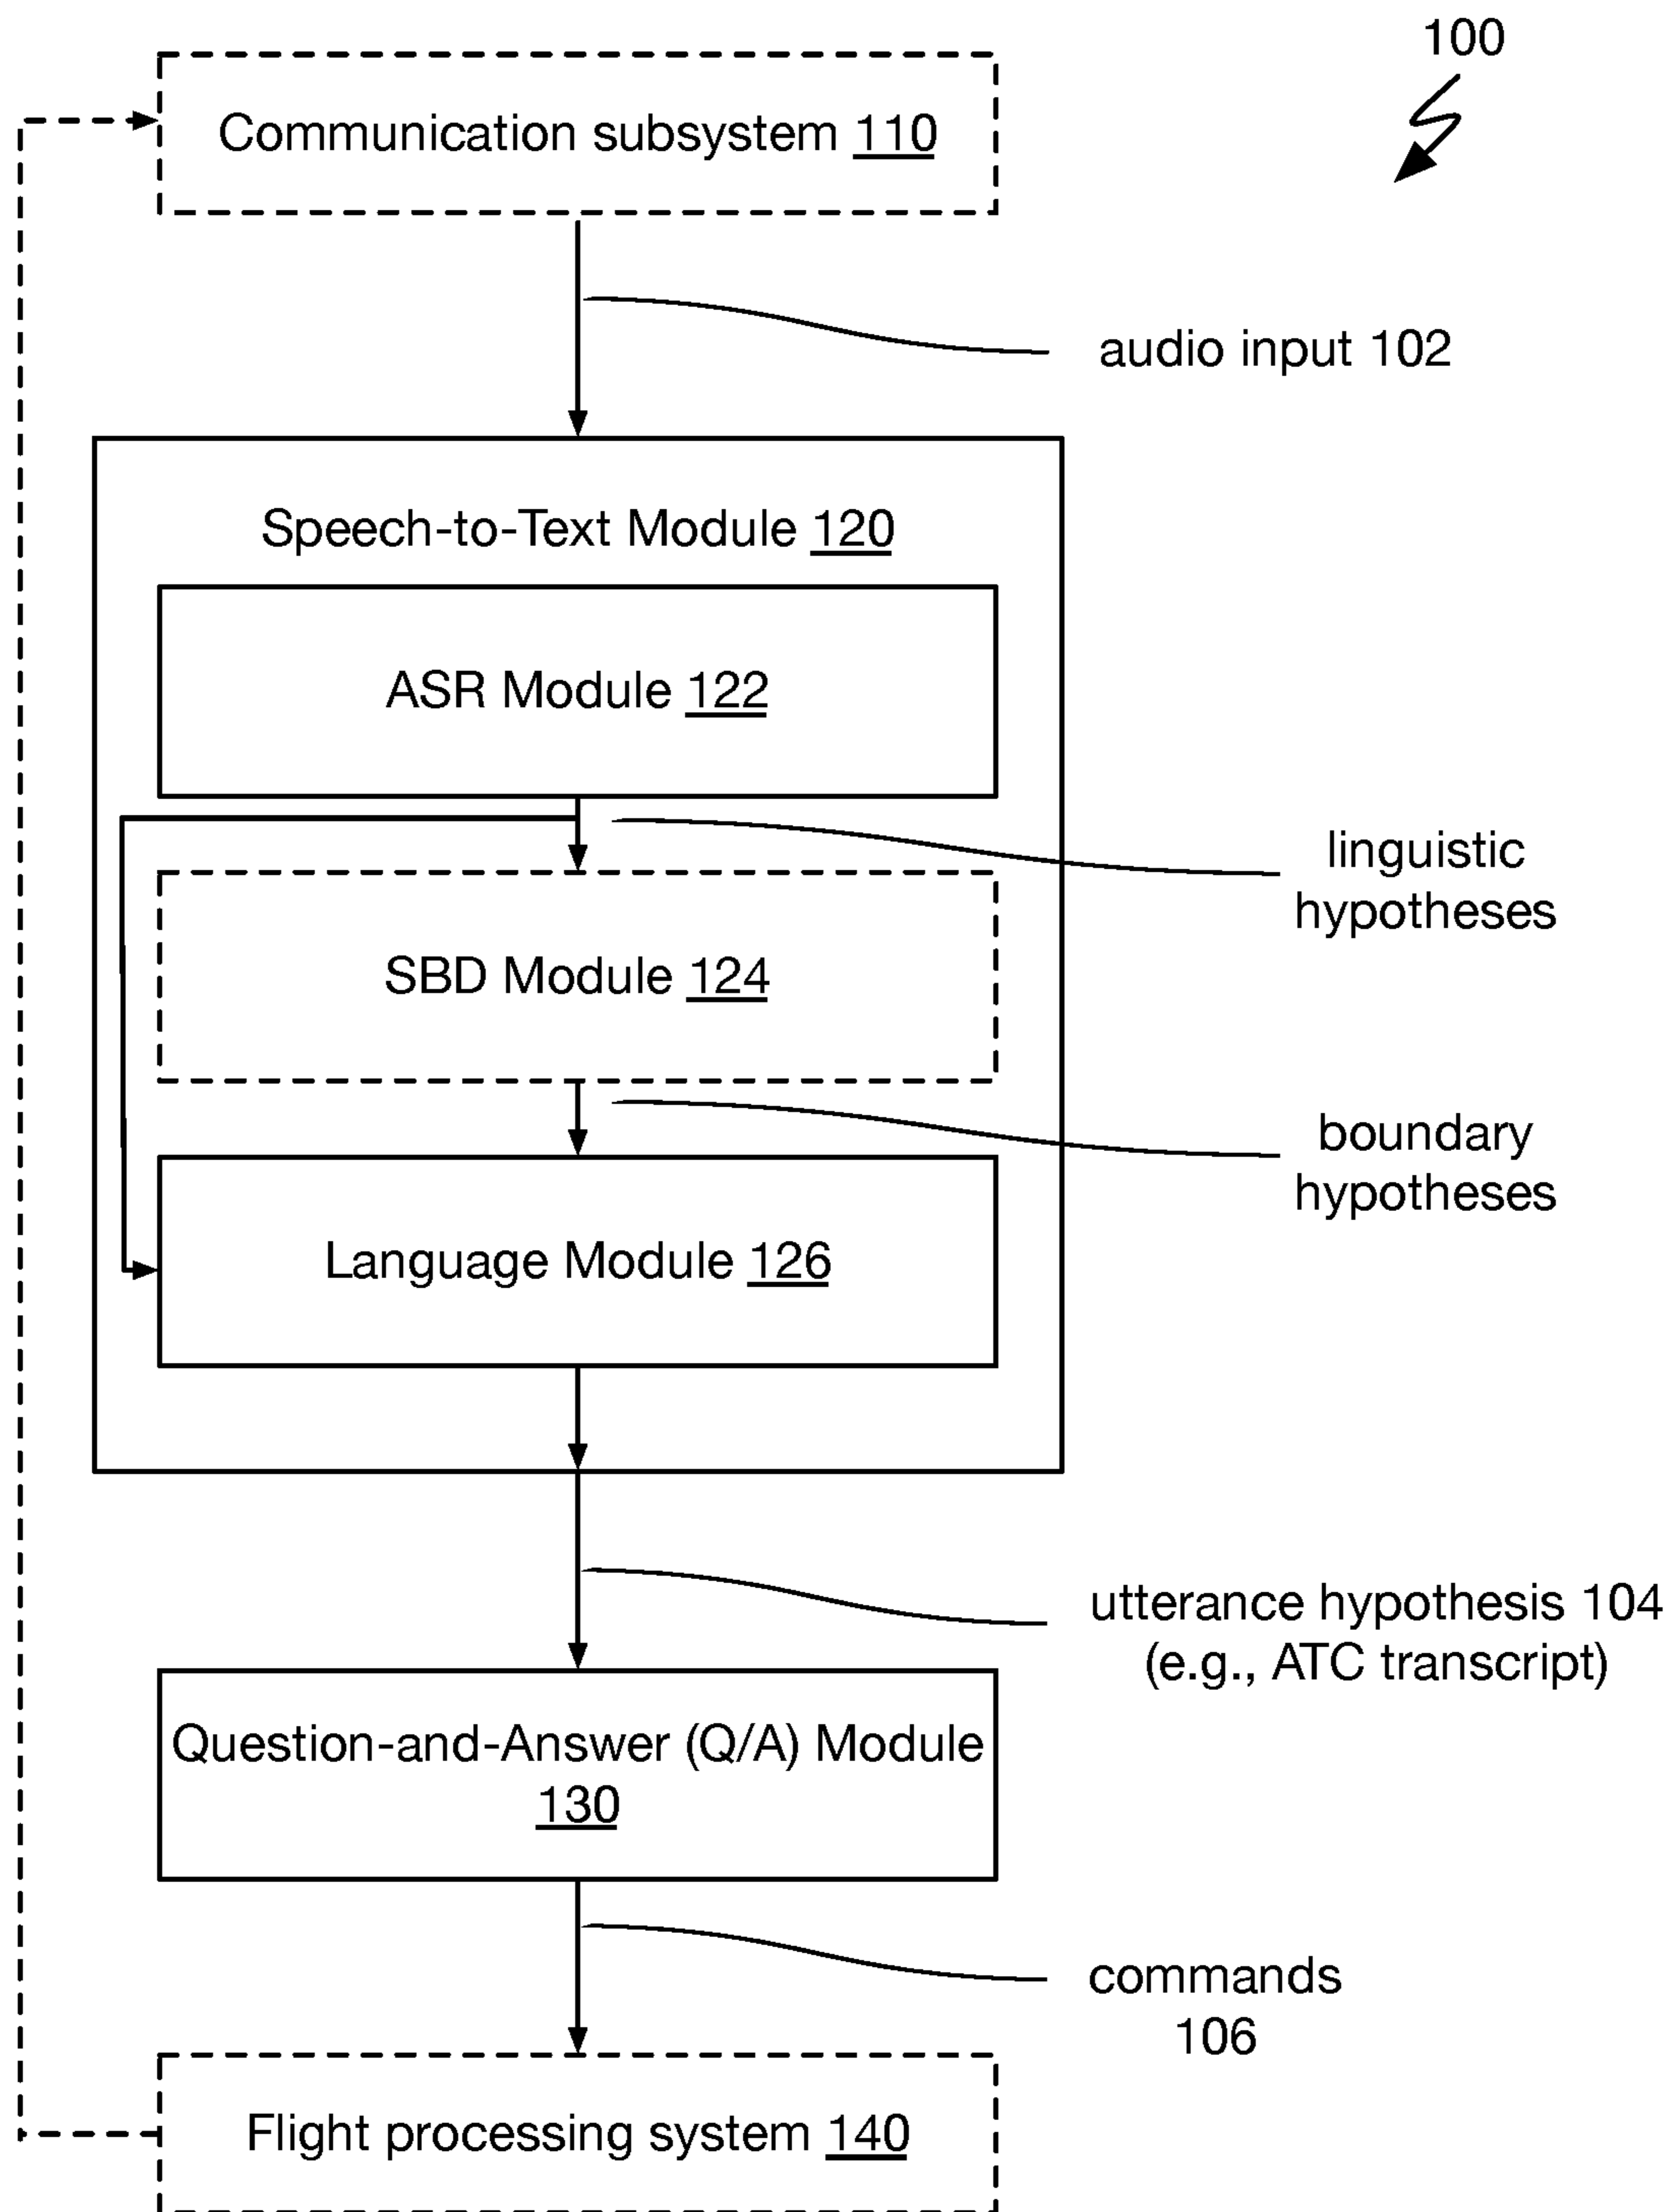 100
Communication subsystem 110
audio input 102
Speech-to-Text Module 120
ASR Module 122
linguistic
hypotheses
SBD Module 124
boundary
hypotheses
Language Module 126
utterance hypothesis 104
(e.g., ATC transcript)
Question-and-Answer (Q/A) Module
130
commands
106
Flight processing system 140